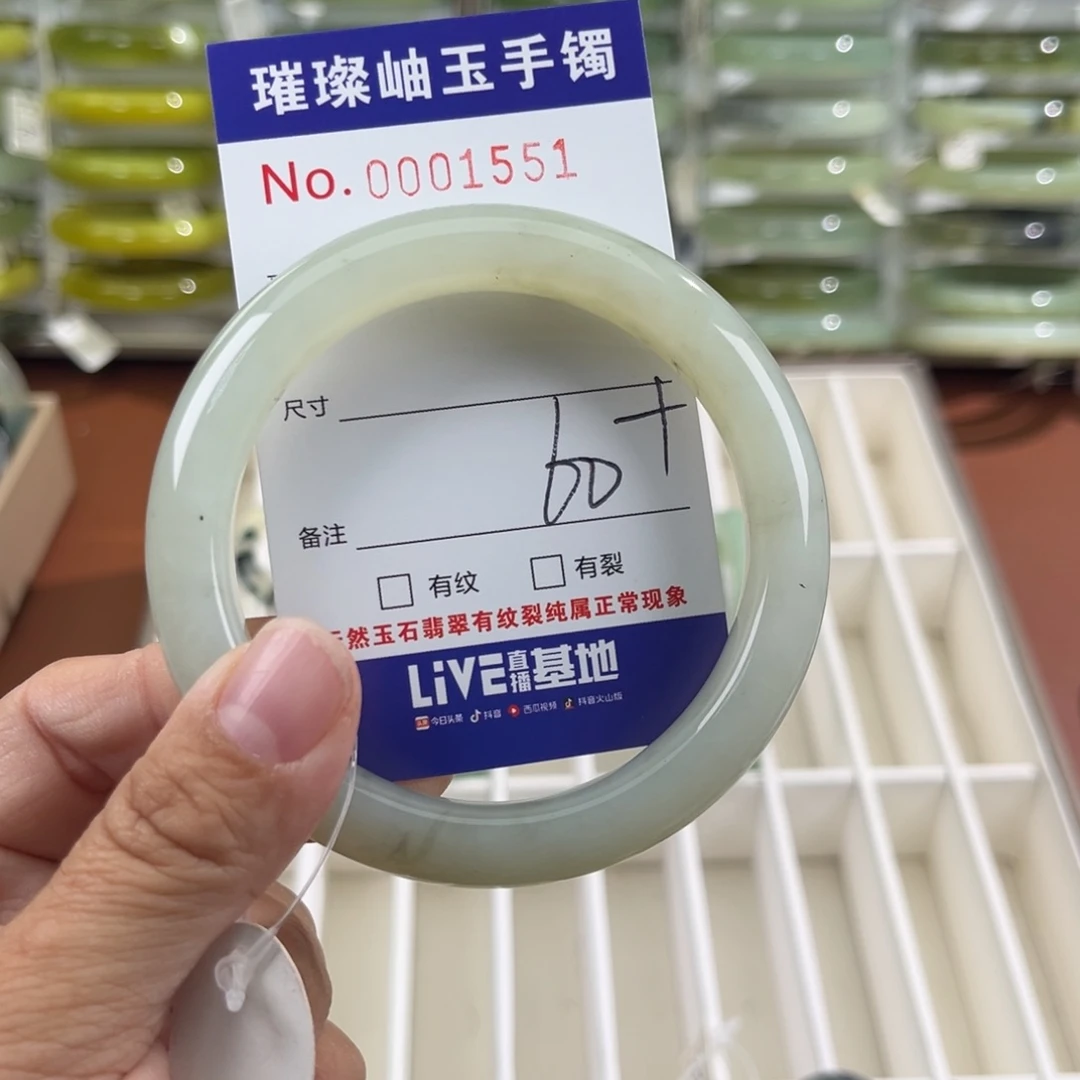 璀璨岫玉手镯
No.0001551
尺寸
60+
备注
有纹 有裂
然玉石翡翠有纹裂纯属正常现象
LiVE直播基地
今日头条 抖音 西瓜视频 抖音火山版